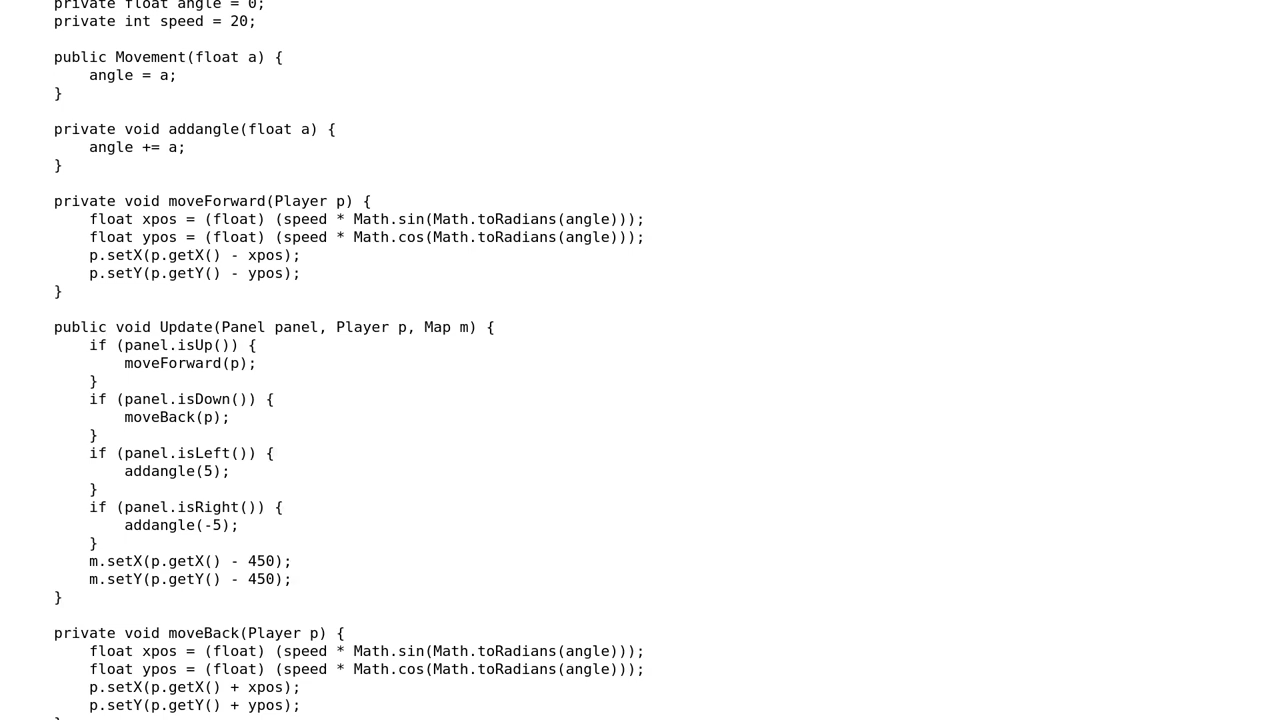 private float angle = 0;
private int speed = 20;
public Movement(float a) {
angle = a;
}
private void addangle(float a) {
angle += a;
}
private void moveForward(Player p) {
float xpos = (float) (speed * Math.sin(Math.toRadians(angle)));
float ypos = (float) (speed * Math.cos(Math.toRadians(angle)));
p.setX(p.getX() - xpos);
p.setY(p.getY() - ypos);
}
public void Update(Panel panel, Player p, Map m) {
if (panel.isUp()) {
moveForward(p);
}
if (panel.isDown()) {
moveBack(p);
}
if (panel.isLeft()) {
addangle(5);
}
if (panel.isRight()) {
addangle(-5);
}
m.setX(p.getX() - 450);
m.setY(p.getY() - 450);
}
private void moveBack(Player p) {
float xpos = (float) (speed * Math.sin(Math.toRadians(angle)));
float ypos = (float) (speed * Math.cos(Math.toRadians(angle)));
p.setX(p.getX() + xpos);
p.setY(p.getY() + ypos);
}